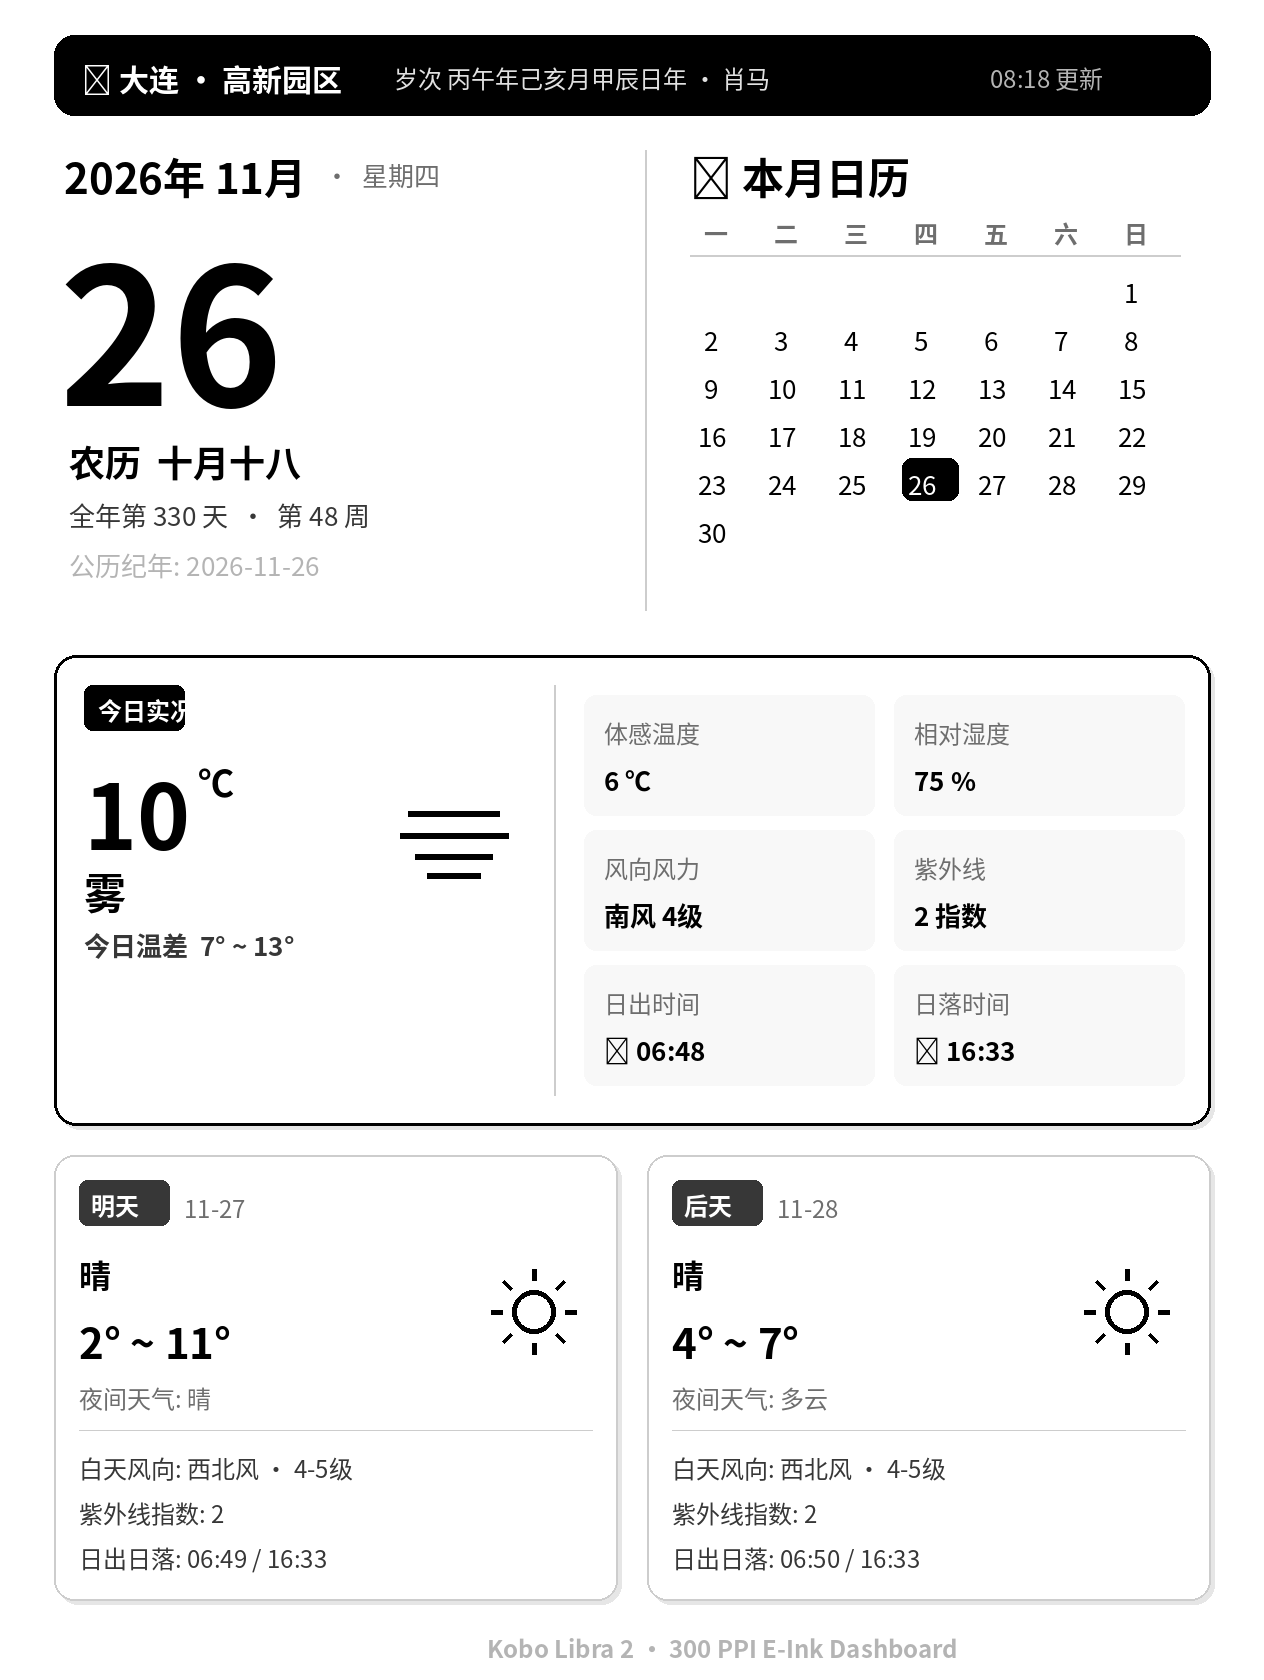 大连 · 高新园区 岁次 丙午年己亥月甲辰日年 · 肖马 08:18 更新
2026年 11月 · 星期四
26
农历 十月十八
全年第 330 天 · 第 48 周
公历纪年: 2026-11-26
本月日历
一 二 三 四 五 六 日
1
2 3 4 5 6 7 8
9 10 11 12 13 14 15
16 17 18 19 20 21 22
23 24 25 26 27 28 29
30
今日实况
10 °C
雾
今日温差 7° ~ 13°
体感温度
6 °C
相对湿度
75 %
风向风力
南风 4级
紫外线
2 指数
日出时间
06:48
日落时间
16:33
明天 11-27
晴
2° ~ 11°
夜间天气: 晴
白天风向: 西北风 · 4-5级
紫外线指数: 2
日出日落: 06:49 / 16:33
后天 11-28
晴
4° ~ 7°
夜间天气: 多云
白天风向: 西北风 · 4-5级
紫外线指数: 2
日出日落: 06:50 / 16:33
Kobo Libra 2 · 300 PPI E-Ink Dashboard